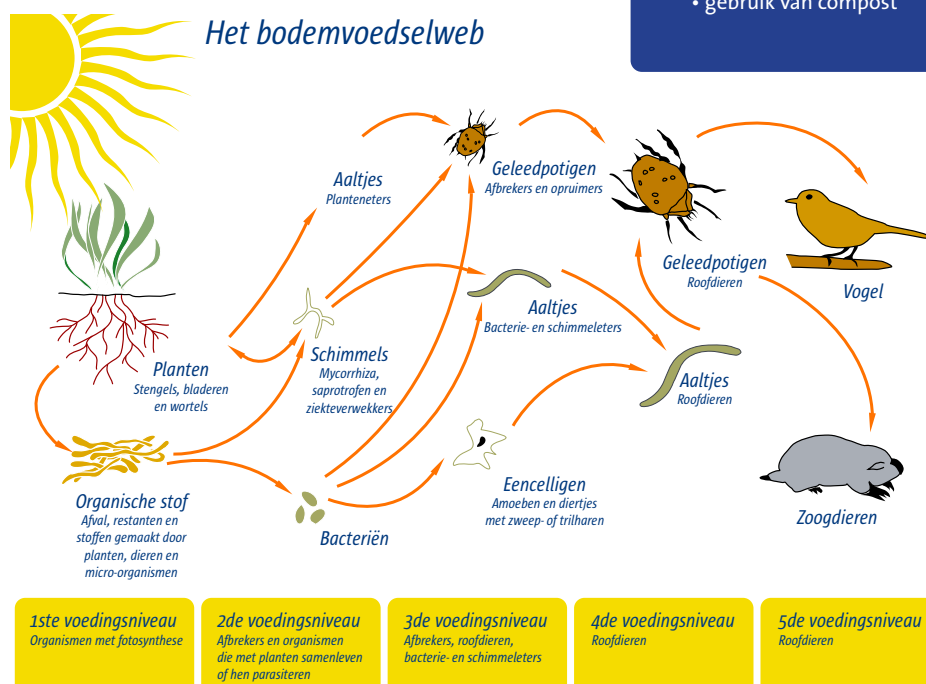 • gebruik van compost
Het bodemvoedselweb
Aaltjes
Planteneters
Geleedpotigen
Afbrekers en opruimers
Geleedpotigen
Roofdieren
Vogel
Planten
Stengels, bladeren
en wortels
Schimmels
Mycorrhiza,
saprotrofen en
ziekteverwekkers
Aaltjes
Bacterie- en schimmeleters
Aaltjes
Roofdieren
Organische stof
Afval, restanten en
stoffen gemaakt door
planten, dieren en
micro-organismen
Bacteriën
Eencelligen
Amoeben en diertjes
met zweep- of trilharen
Zoogdieren
1ste voedingsniveau
Organismen met fotosynthese
2de voedingsniveau
Afbrekers en organismen
die met planten samenleven
of hen parasiteren
3de voedingsniveau
Afbrekers, roofdieren,
bacterie- en schimmeleters
4de voedingsniveau
Roofdieren
5de voedingsniveau
Roofdieren